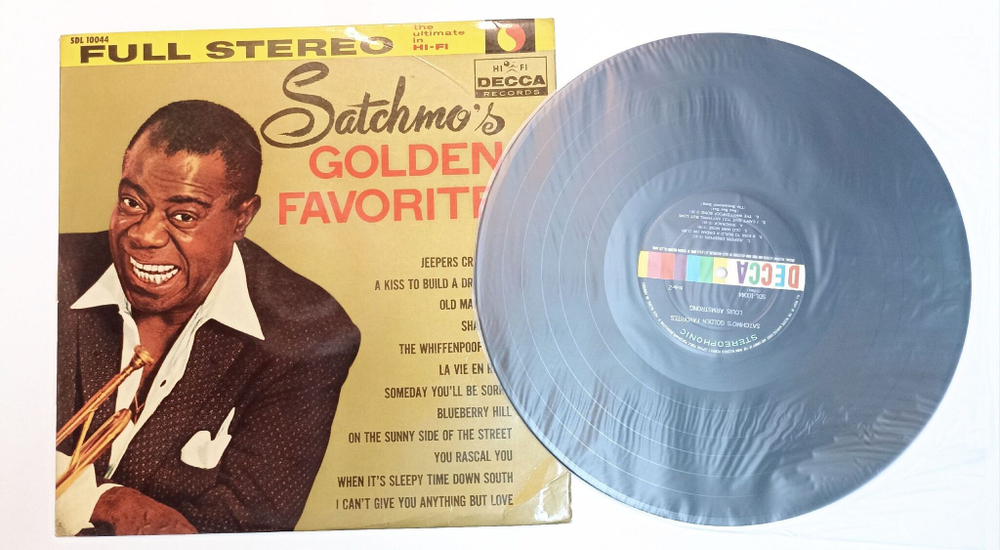 SDL 10044
FULL STEREO
the
ultimate
in
HI-FI
HI FI
DECCA
RECORDS
Satchmo's
GOLDEN
FAVORITE
JEEPERS CR
A KISS TO BUILD A DR
OLD MA
SHA
THE WHIFFENPOOF
LA VIE EN
SOMEDAY YOU'LL BE SOR
BLUEBERRY HILL
ON THE SUNNY SIDE OF THE STREET
YOU RASCAL YOU
WHEN IT'S SLEEPY TIME DOWN SOUTH
I CAN'T GIVE YOU ANYTHING BUT LOVE
DECCA
SDL-10044
LOUIS ARMSTRONG
SATCHMO'S GOLDEN FAVORITES
STEREOPHONIC